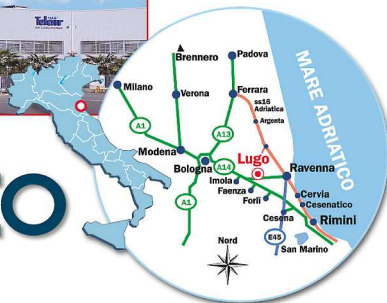 Telair
Brennero
Padova
Milano
Verona
Ferrara
ss16
Adriatica
Argenta
MARE ADRIATICO
A1
A13
Modena
Bologna
A14
Lugo
Ravenna
Imola
Faenza
Forlì
Cervia
Cesenatico
Cesena
Rimini
A1
E45
San Marino
Nord